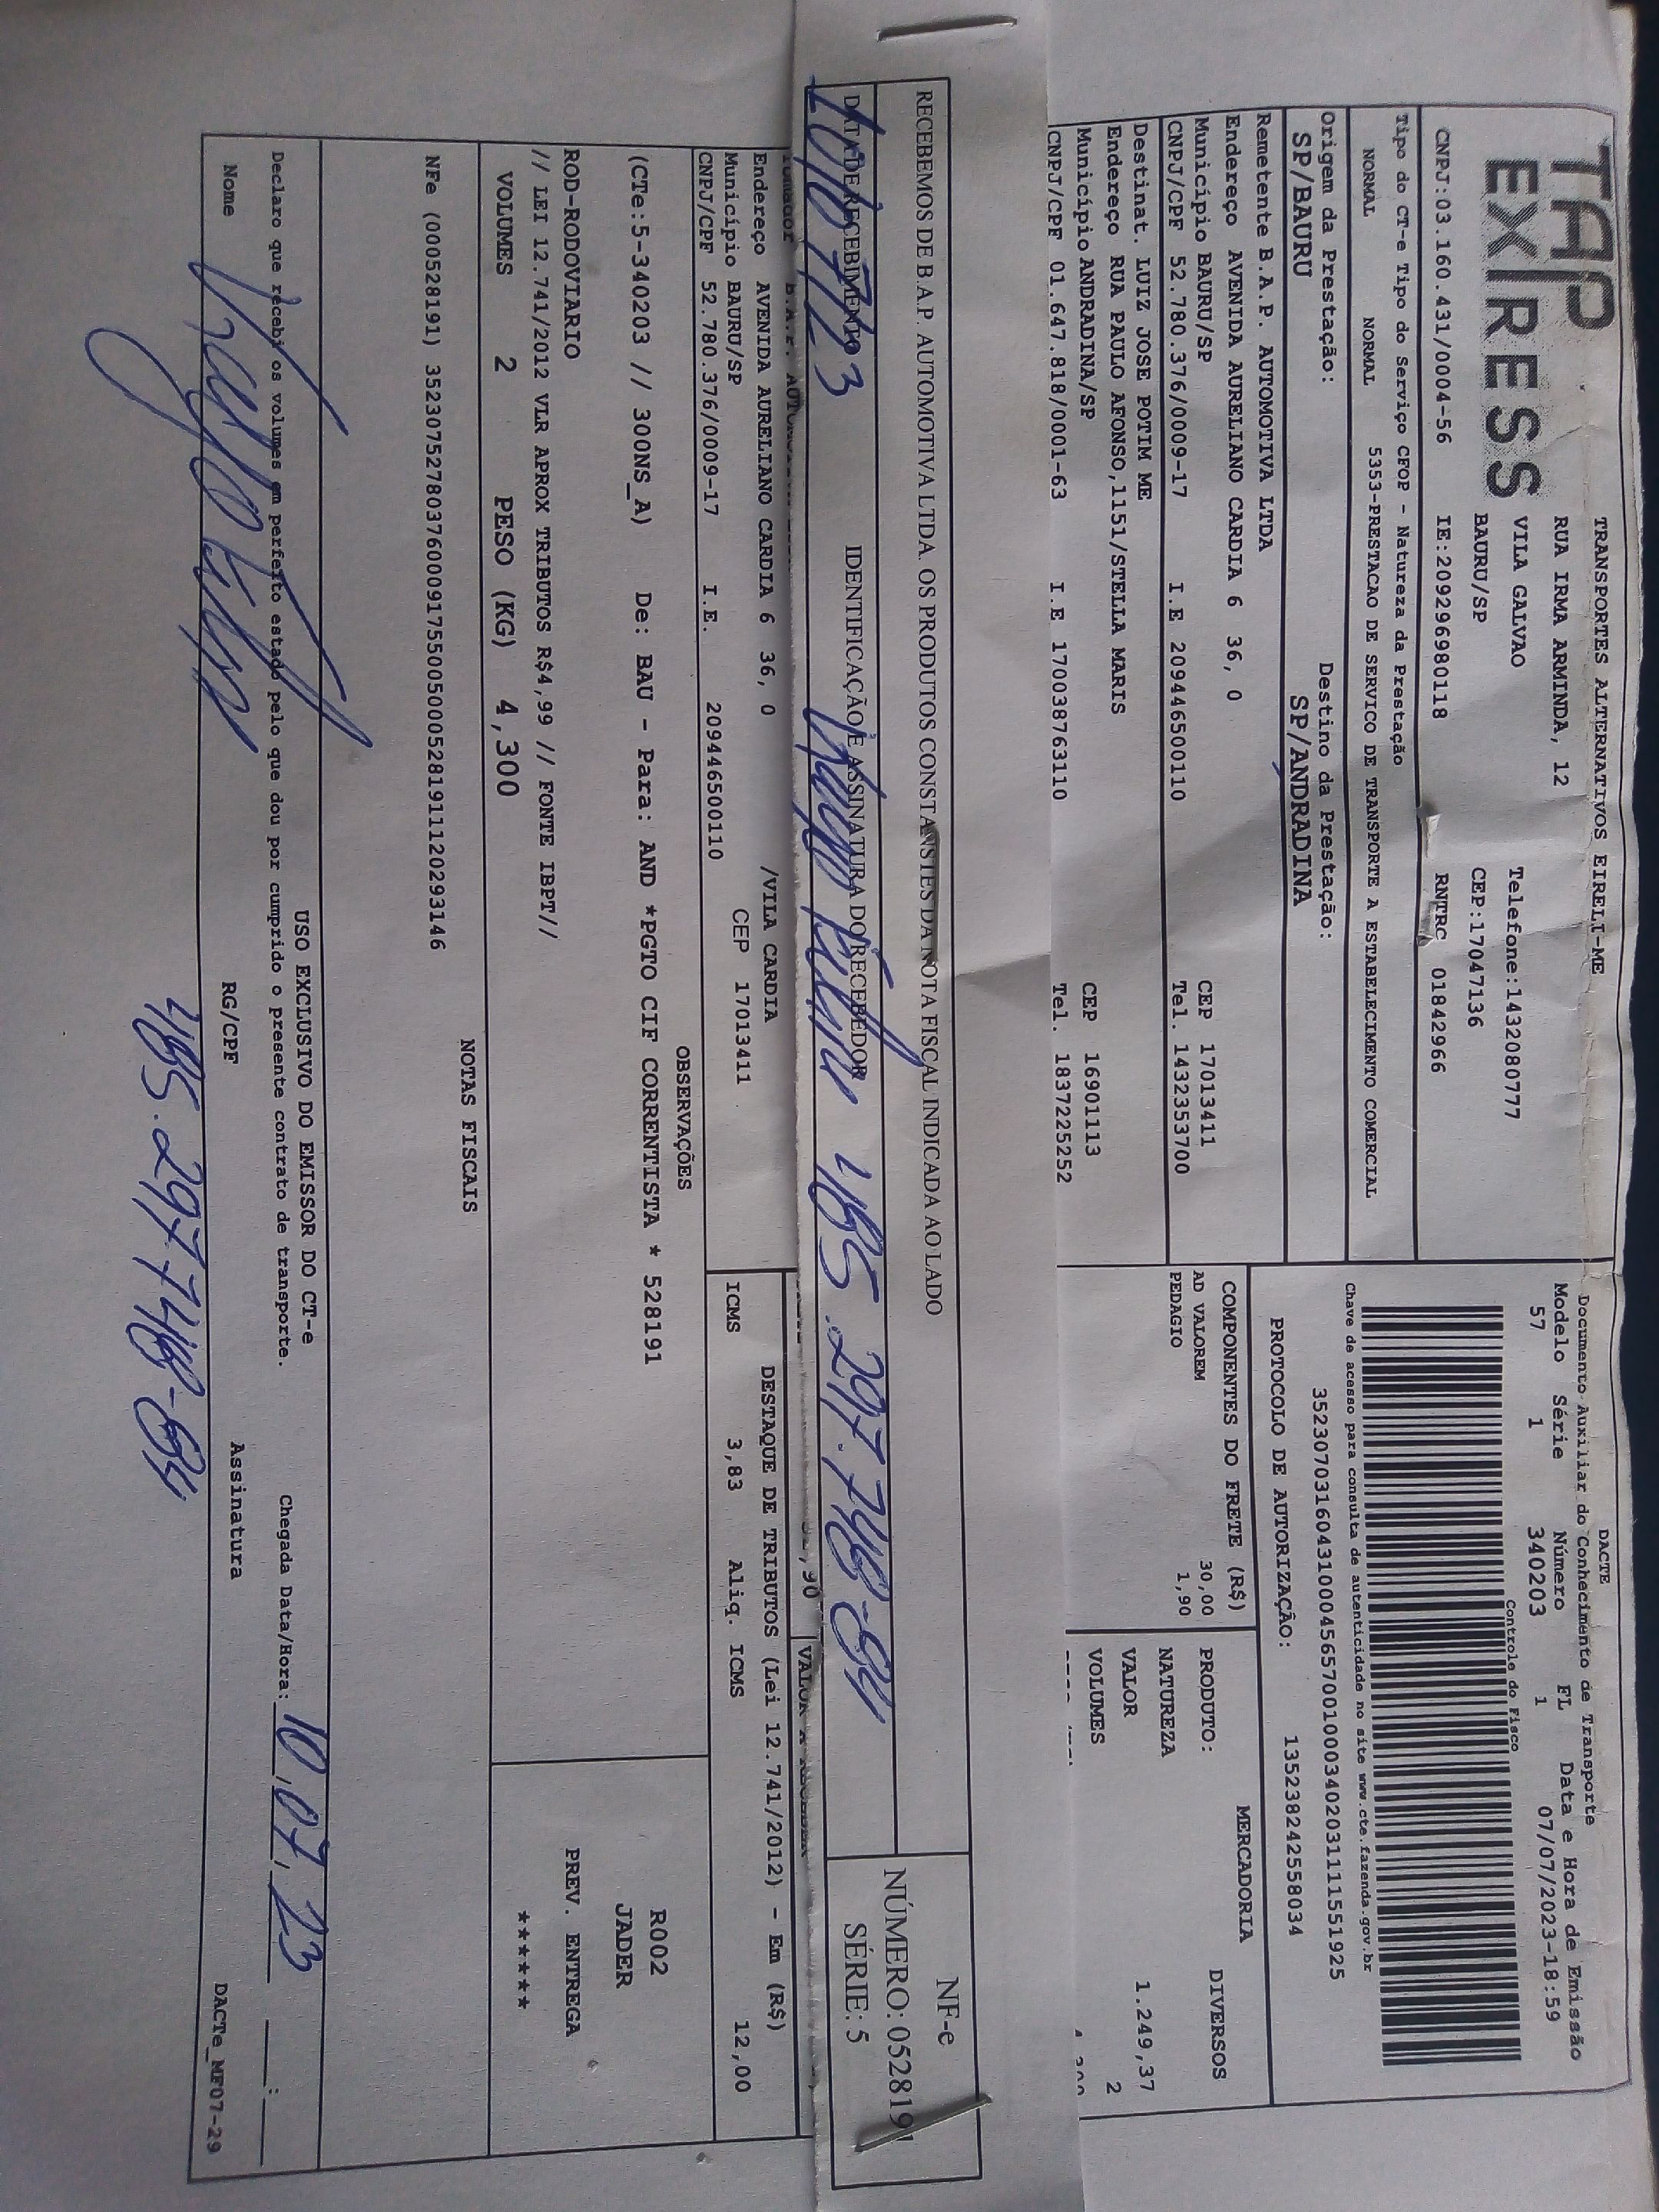 TAP
EX/RESS
TRANSPORTES ALTERNATIVOS EIRELI-ME
RUA IRMA ARMINDA, 12
VILA GALVAO
BAURU/SP
Telefone:1432080777
CEP:17047136
CNPJ:03.160.431/0004-56 IE:209296980118 RNTRC 01842966
Tipo do CT-e Tipo do Serviço CFOP - Natureza da Prestação
NORMAL NORMAL 5353-PRESTACAO DE SERVICO DE TRANSPORTE A ESTABELECIMENTO COMERCIAL
Origem da Prestação: Destino da Prestação:
SP/BAURU SP/ANDRADINA
DACTE
Documento Auxiliar do Conhecimento de Transporte
Modelo Série Número FL Data e Hora de Emissão
57 1 340203 1 07/07/2023-18:59
Controle do Fisco
Chave de acesso para consulta de autenticidade no site www.cte.fazenda.gov.br
35230703160431000456570010003402031111551925
PROTOCOLO DE AUTORIZAÇÃO: 135238242558034
Remetente B.A.P. AUTOMOTIVA LTDA
Endereço AVENIDA AURELIANO CARDIA 6 36, 0
Município BAURU/SP CEP 17013411
CNPJ/CPF 52.780.376/0009-17 I.E 209446500110 Tel. 1432353700
Destinat. LUIZ JOSE POTIM ME
Endereço RUA PAULO AFONSO,1151/STELLA MARIS
Município ANDRADINA/SP CEP 16901113
CNPJ/CPF 01.647.818/0001-63 I.E 170038763110 Tel. 1837225252
COMPONENTES DO FRETE (R$)
AD VALOREM 30,00
PEDAGIO 1,90
MERCADORIA
PRODUTO: DIVERSOS
NATUREZA
VALOR 1.249,37
VOLUMES 2
RECEBEMOS DE B.A.P. AUTOMOTIVA LTDA. OS PRODUTOS CONSTANSTES DA NOTA FISCAL INDICADA AO LADO
DATA DE RECEBIMENTO IDENTIFICAÇÃO E ASSINATURA DO RECEBEDOR
10/07/23 485.297.748-84
NF-e
NÚMERO: 0528191
SÉRIE: 5
Tomador B.A.P.
,90 VALOR A RECEBER
Endereço AVENIDA AURELIANO CARDIA 6 36, 0 /VILA CARDIA
Município BAURU/SP CEP 17013411
CNPJ/CPF 52.780.376/0009-17 I.E. 209446500110
DESTAQUE DE TRIBUTOS (Lei 12.741/2012) - Em (R$)
ICMS 3,83 Aliq. ICMS 12,00
OBSERVAÇÕES
(CTe:5-340203 // 300NS_A) De: BAU - Para: AND *PGTO CIF CORRENTISTA * 528191
R002
JADER
ROD-RODOVIARIO
// LEI 12.741/2012 VLR APROX TRIBUTOS R$4,99 // FONTE IBPT//
VOLUMES 2 PESO (KG) 4,300
PREV. ENTREGA
*******
NOTAS FISCAIS
NFe (000528191) 35230752780376000917550050005281911120293146
USO EXCLUSIVO DO EMISSOR DO CT-e
Declaro que recebi os volumes em perfeito estado pelo que dou por cumprido o presente contrato de transporte. Chegada Data/Hora: 10,07,23 __:__
Nome RG/CPF Assinatura
485.297.748-84
DACTe_MF07-29